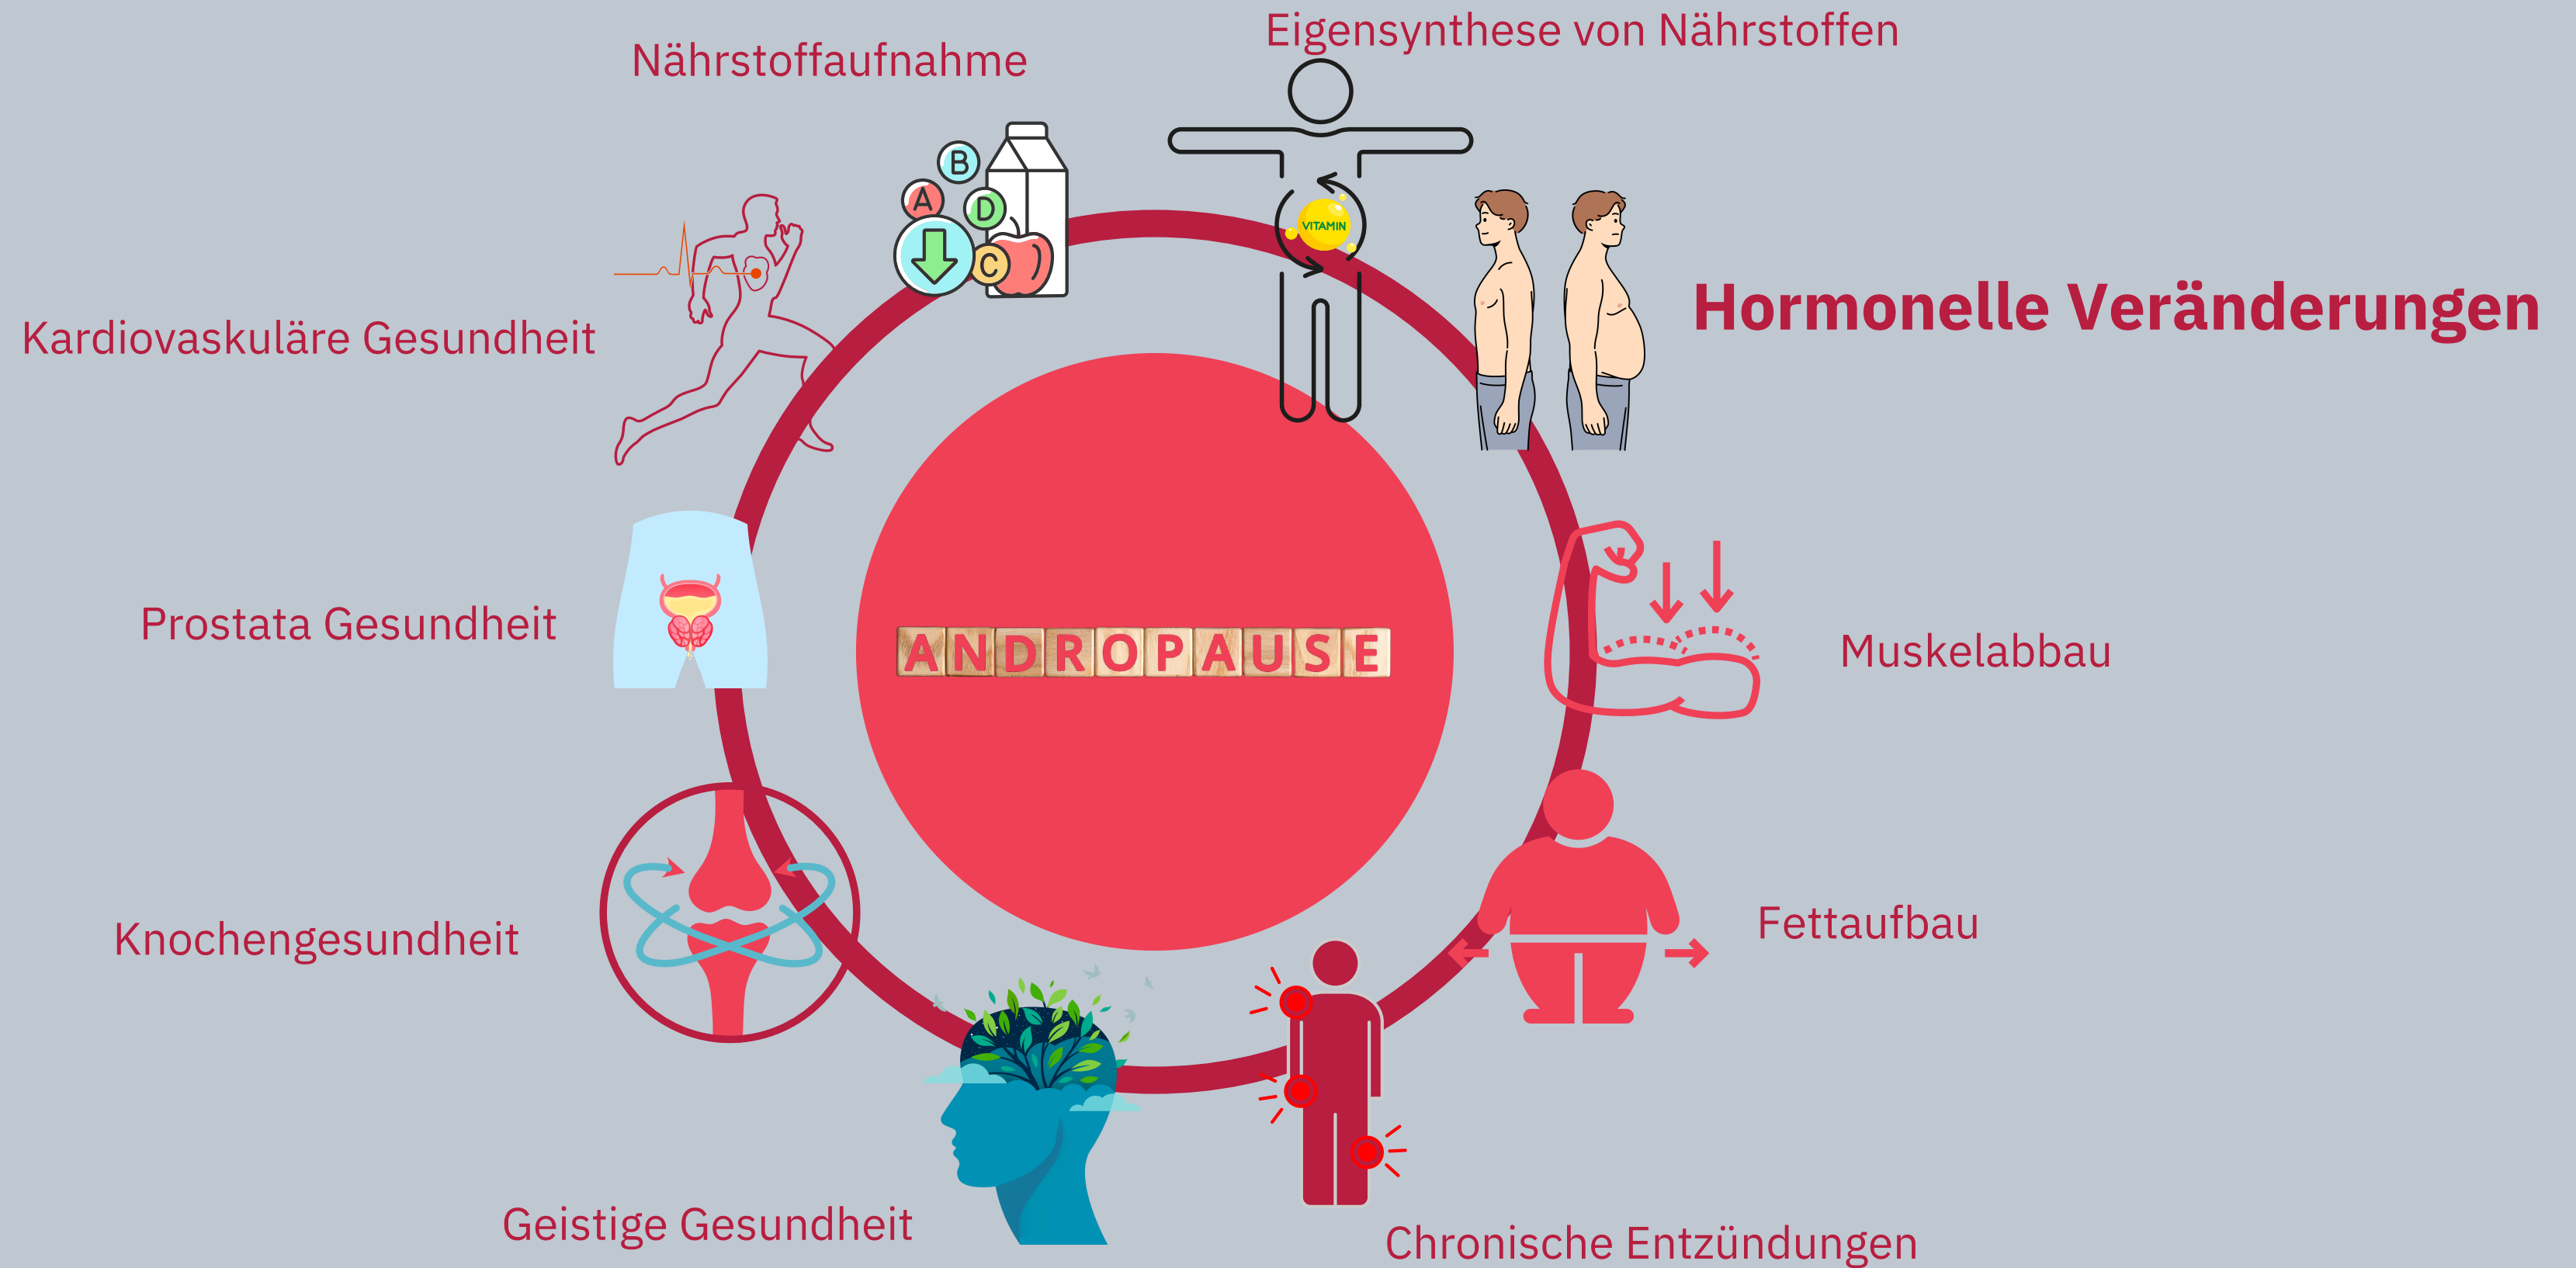 Eigensynthese von Nährstoffen
Nährstoffaufnahme
B
A
D
C
VITAMIN
Hormonelle Veränderungen
Kardiovaskuläre Gesundheit
Prostata Gesundheit
ANDROPAUSE
Muskelabbau
Knochengesundheit
Fettaufbau
Geistige Gesundheit
Chronische Entzündungen